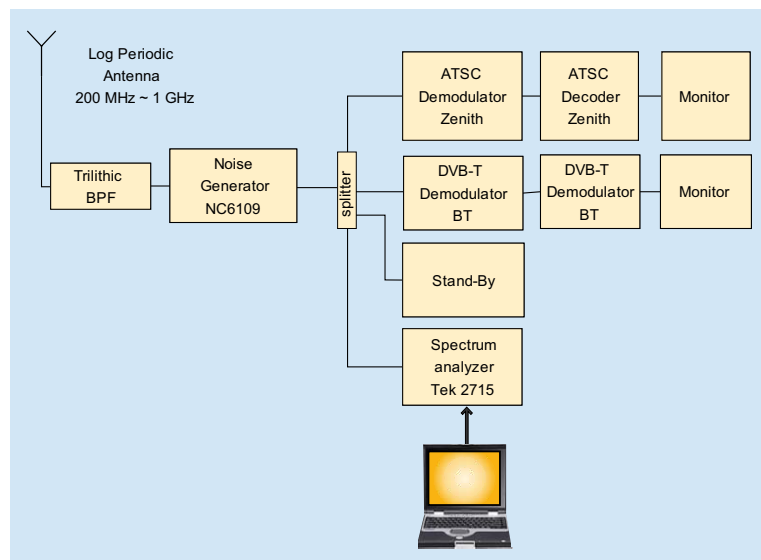 Log Periodic
Antenna
200 MHz ~ 1 GHz
Trilithic
BPF
Noise
Generator
NC6109
splitter
ATSC
Demodulator
Zenith
ATSC
Decoder
Zenith
Monitor
DVB-T
Demodulator
BT
DVB-T
Demodulator
BT
Monitor
Stand-By
Spectrum
analyzer
Tek 2715